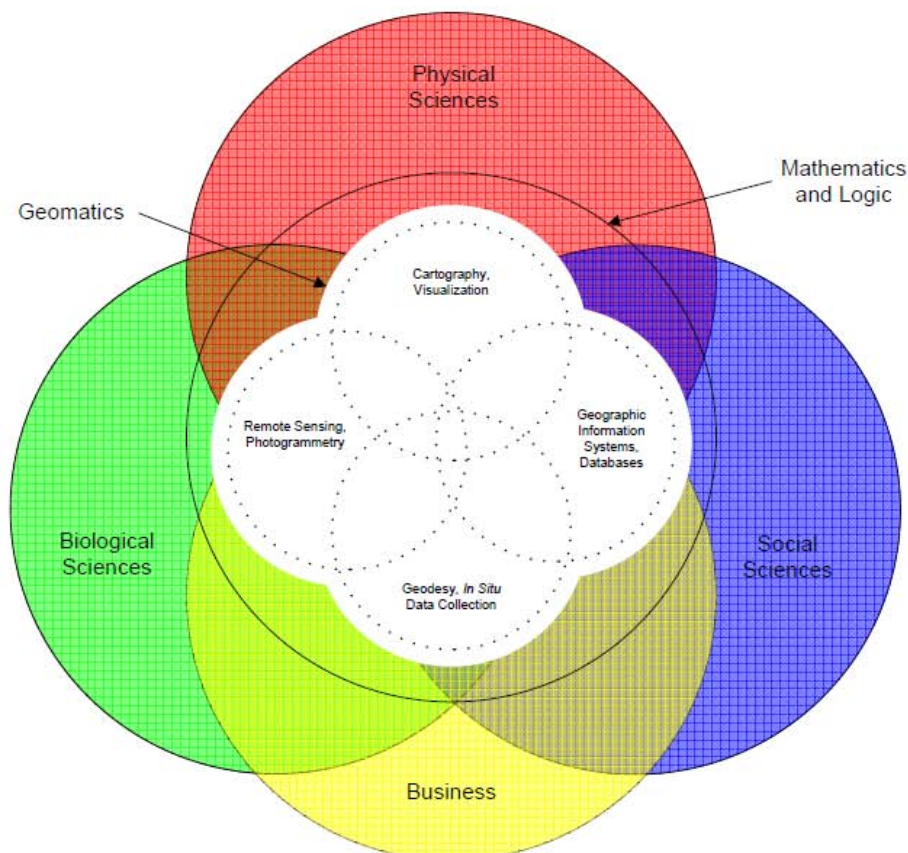 Physical
Sciences
Mathematics
and Logic
Geomatics
Cartography,
Visualization
Remote Sensing,
Photogrammetry
Geographic
Information
Systems,
Databases
Biological
Sciences
Social
Sciences
Geodesy, In Situ
Data Collection
Business